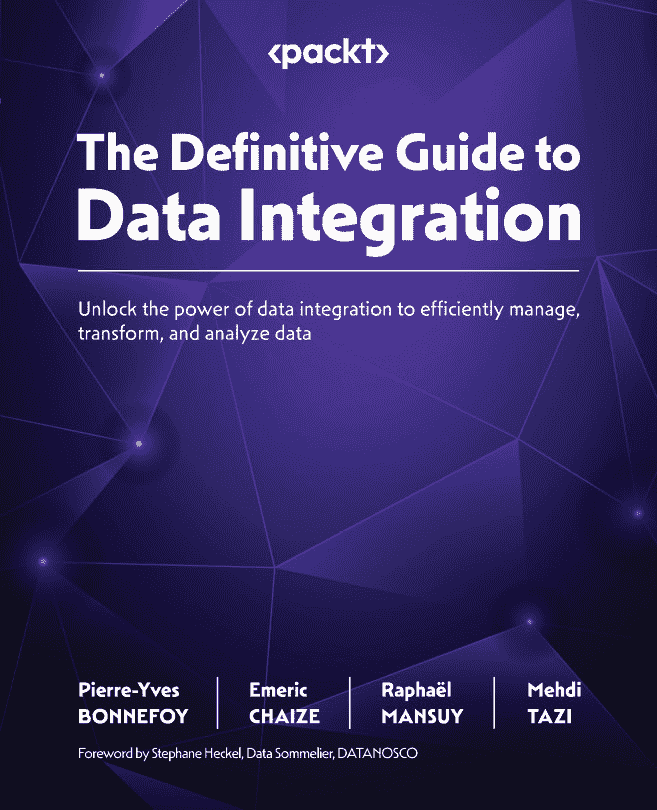 <packt>
The Definitive Guide to
Data Integration
Unlock the power of data integration to efficiently manage,
transform, and analyze data
Pierre-Yves
BONNEFOY
Emeric
CHAIZE
Raphaël
MANSUY
Mehdi
TAZI
Foreword by Stephane Heckel, Data Sommelier, DATANOSCO